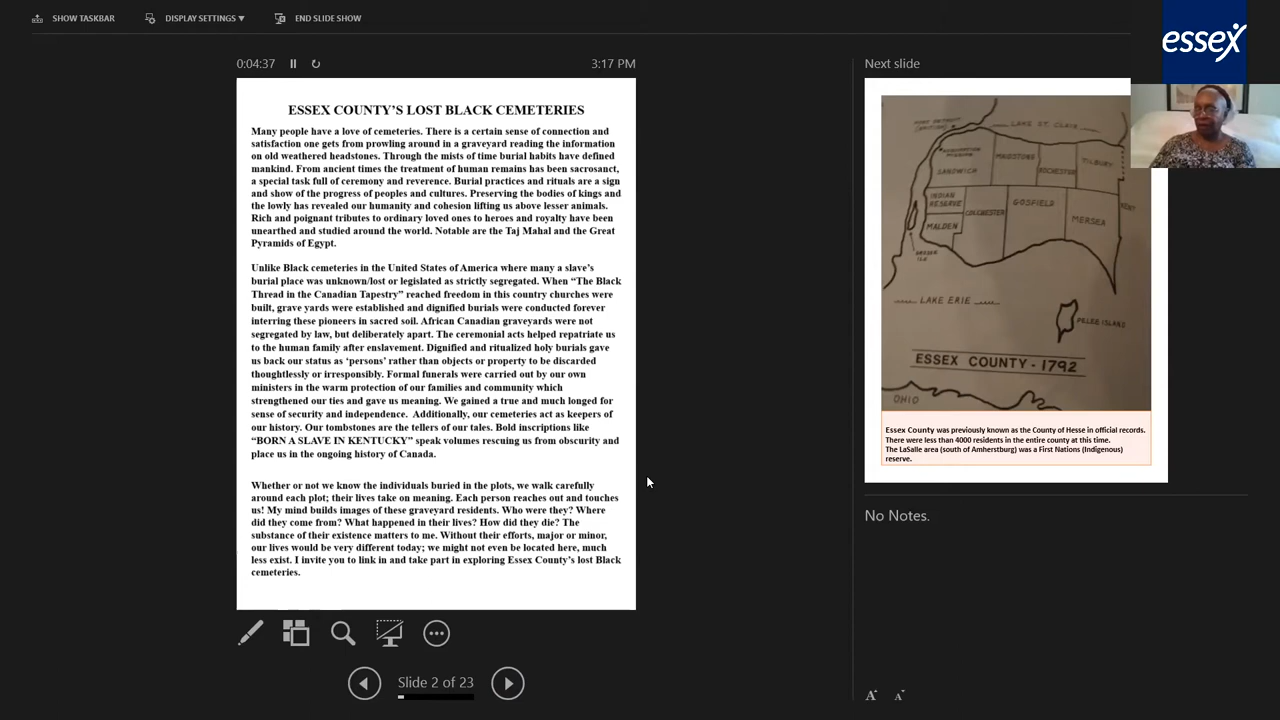 SHOW TASKBAR
DISPLAY SETTINGS ▼
END SLIDE SHOW
essex
0:04:37
3:17 PM
Next slide
ESSEX COUNTY'S LOST BLACK CEMETERIES
Many people have a love of cemeteries. There is a certain sense of connection and
satisfaction one gets from prowling around in a graveyard reading the information
on old weathered headstones. Through the mists of time burial habits have defined
mankind. From ancient times the treatment of human remains has been sacrosanct,
a special task full of ceremony and reverence. Burial practices and rituals are a sign
and show of the progress of peoples and cultures. Preserving the bodies of kings and
the lowly has revealed our humanity and cohesion lifting us above lesser animals.
Rich and poignant tributes to ordinary loved ones to heroes and royalty have been
unearthed and studied around the world. Notable are the Taj Mahal and the Great
Pyramids of Egypt.
Unlike Black cemeteries in the United States of America where many a slave's
burial place was unknown/lost or legislated as strictly segregated. When “The Black
Thread in the Canadian Tapestry” reached freedom in this country churches were
built, grave yards were established and dignified burials were conducted forever
interring these pioneers in sacred soil. African Canadian graveyards were not
segregated by law, but deliberately apart. The ceremonial acts helped repatriate us
to the human family after enslavement. Dignified and ritualized holy burials gave
us back our status as ‘persons’ rather than objects or property to be discarded
thoughtlessly or irresponsibly. Formal funerals were carried out by our own
ministers in the warm protection of our families and community which
strengthened our ties and gave us meaning. We gained a true and much longed for
sense of security and independence. Additionally, our cemeteries act as keepers of
our history. Our tombstones are the tellers of our tales. Bold inscriptions like
“BORN A SLAVE IN KENTUCKY” speak volumes rescuing us from obscurity and
place us in the ongoing history of Canada.
Whether or not we know the individuals buried in the plots, we walk carefully
around each plot; their lives take on meaning. Each person reaches out and touches
us! My mind builds images of these graveyard residents. Who were they? Where
did they come from? What happened in their lives? How did they die? The
substance of their existence matters to me. Without their efforts, major or minor,
our lives would be very different today; we might not even be located here, much
less exist. I invite you to link in and take part in exploring Essex County's lost Black
cemeteries.
Slide 2 of 23
LAKE ST. CLAIR
SANDWICH
MAIDSTONE
ROCHESTER
TILBURY
INDIAN
RESERVE
COLCHESTER
GOSFIELD
MERSEA
KENT
MALDEN
LAKE ERIE
PELEE ISLAND
ESSEX COUNTY - 1792
OHIO
Essex County was previously known as the County of Hesse in official records.
There were less than 4000 residents in the entire county at this time.
The LaSalle area (south of Amherstburg) was a First Nations (Indigenous)
reserve.
No Notes.
A A